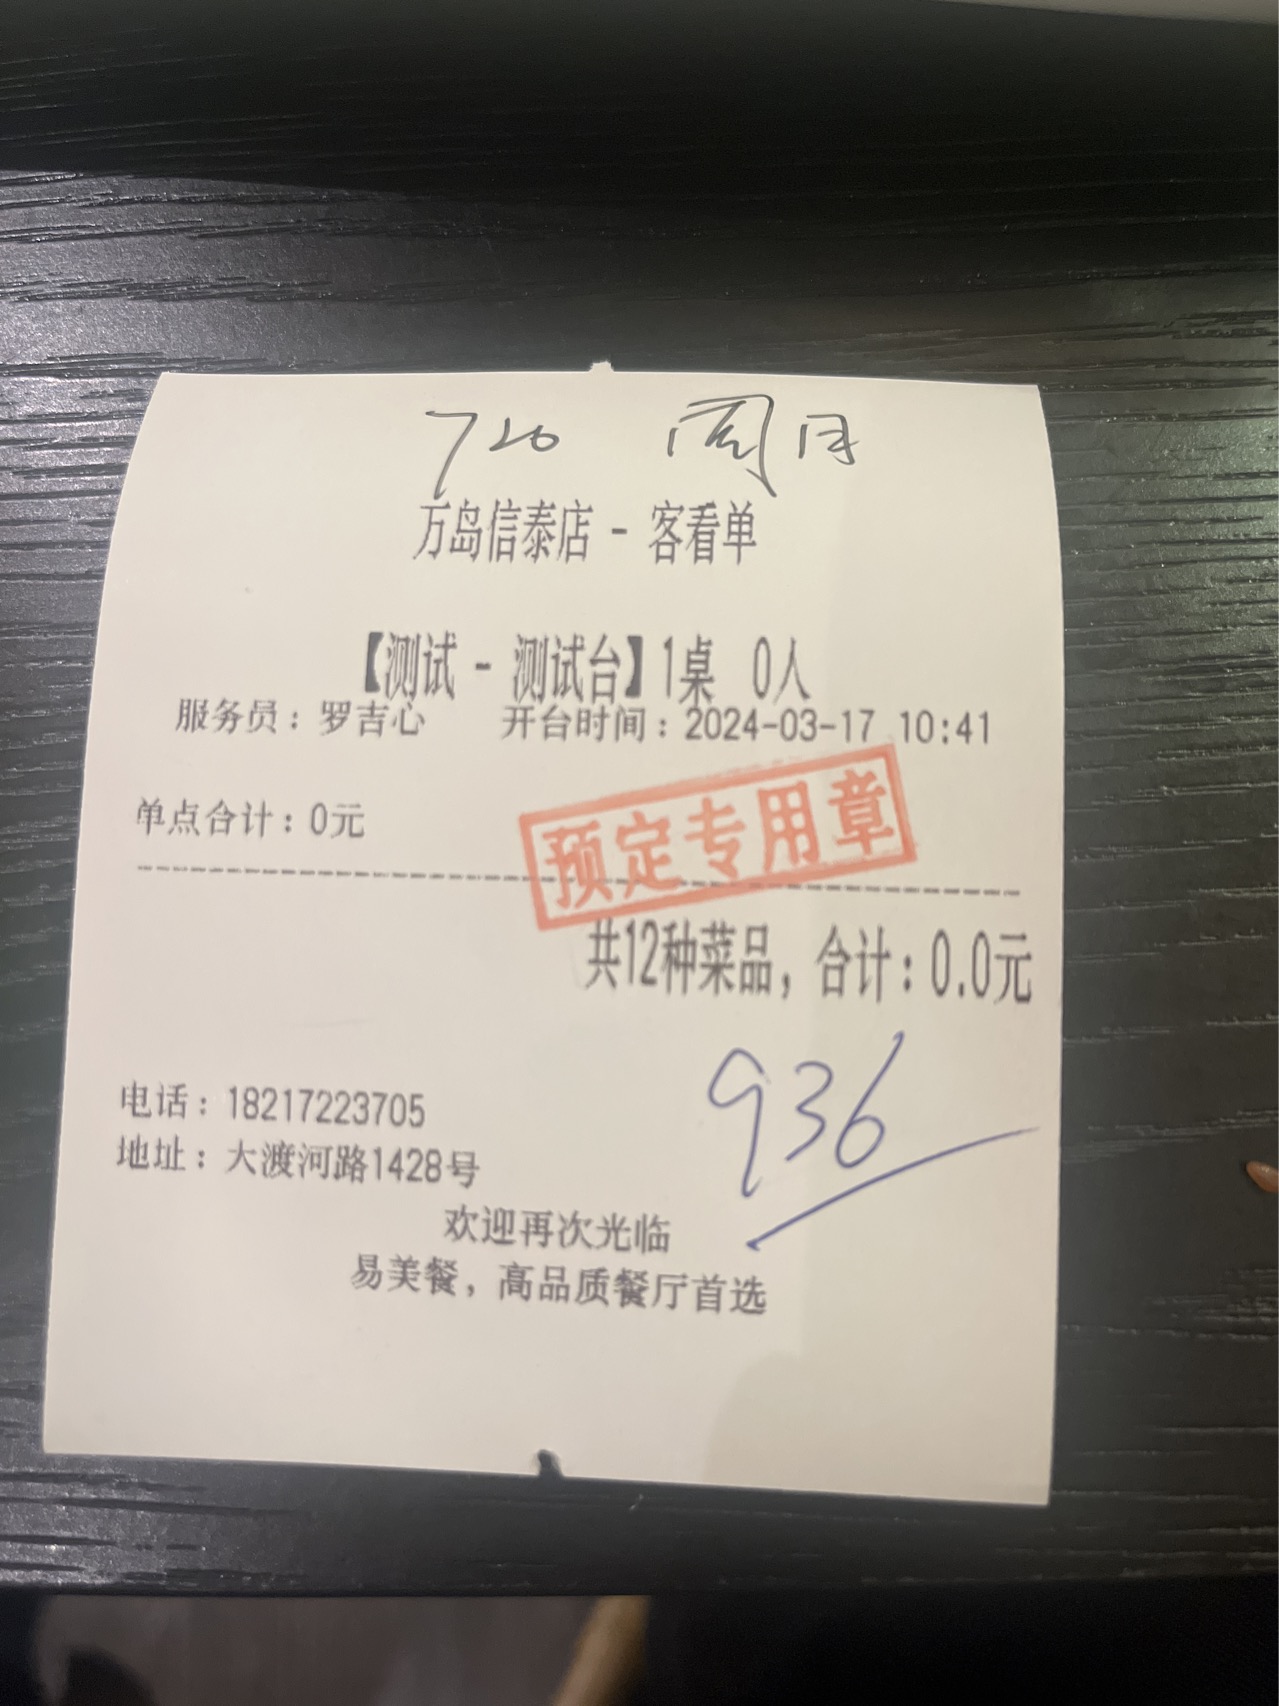 720
万岛信泰店 - 客看单
【测试 - 测试台】1桌 0人
服务员：罗吉心 开台时间：2024-03-17 10:41
单点合计：0元
预定专用章
共12种菜品，合计：0.0元
936
电话：18217223705
地址：大渡河路1428号
欢迎再次光临
易美餐，高品质餐厅首选